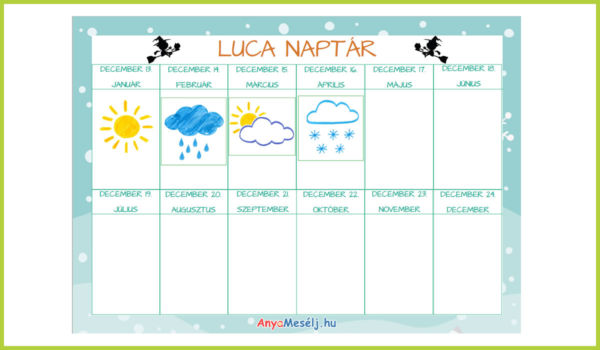 LUCA NAPTÁR
DECEMBER 13. DECEMBER 14. DECEMBER 15. DECEMBER 16. DECEMBER 17. DECEMBER 18.
JANUÁR FEBRUÁR MÁRCIUS ÁPRILIS MÁJUS JÚNIUS
DECEMBER 19. DECEMBER 20. DECEMBER 21. DECEMBER 22. DECEMBER 23. DECEMBER 24.
JÚLIUS AUGUSZTUS SZEPTEMBER OKTÓBER NOVEMBER DECEMBER
AnyaMesélj.hu